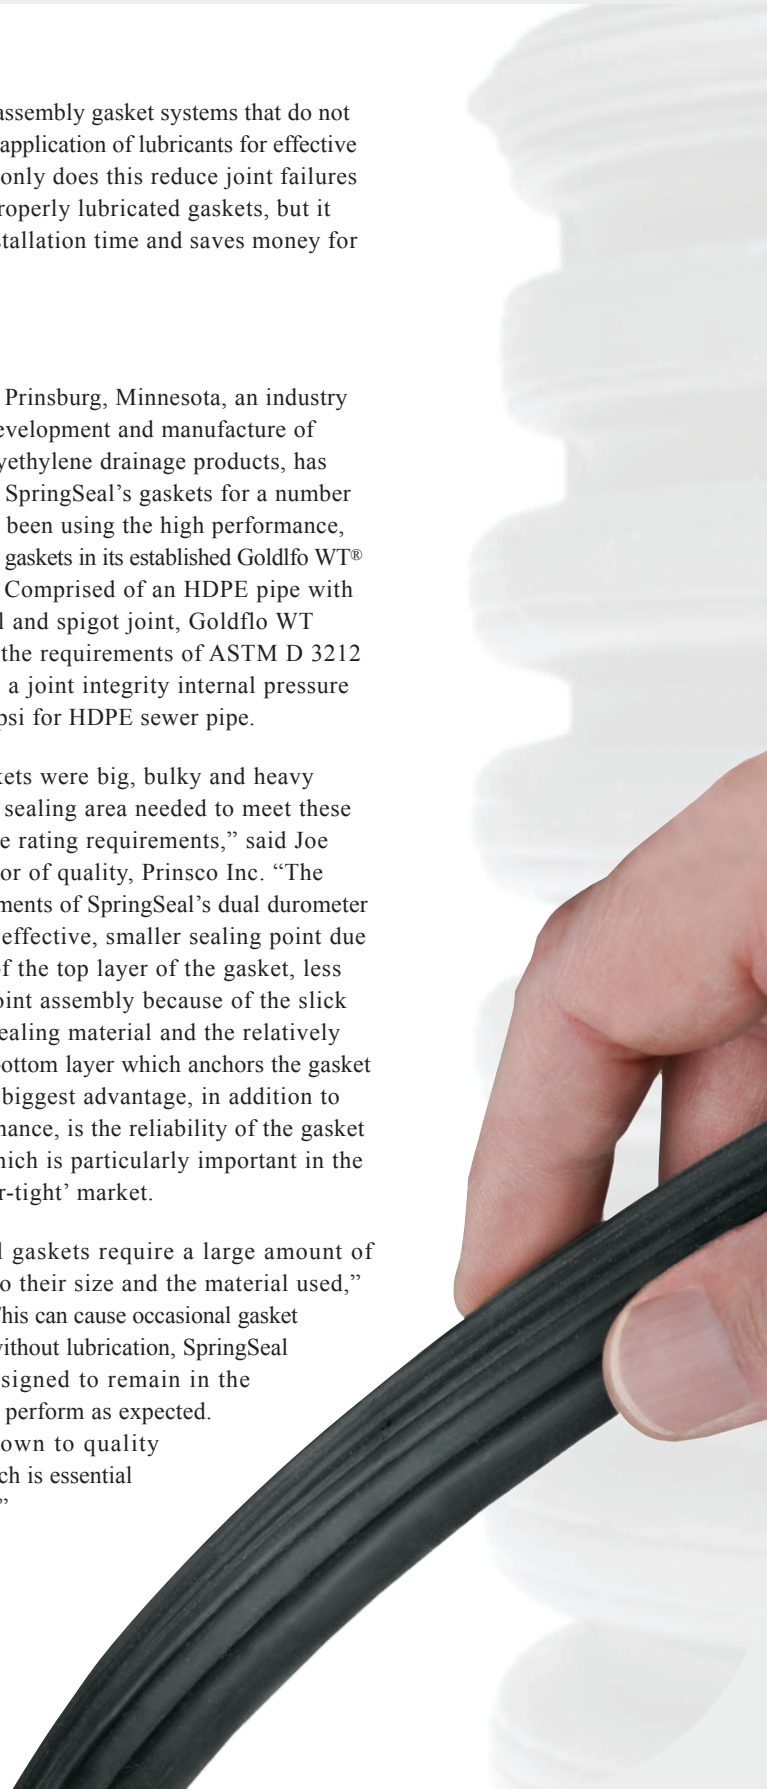 assembly gasket systems that do not
application of lubricants for effective
only does this reduce joint failures
roperly lubricated gaskets, but it
stallation time and saves money for
Prinsburg, Minnesota, an industry
evelopment and manufacture of
yethylene drainage products, has
SpringSeal’s gaskets for a number
been using the high performance,
gaskets in its established Goldlfo WT®
Comprised of an HDPE pipe with
l and spigot joint, Goldflo WT
the requirements of ASTM D 3212
a joint integrity internal pressure
psi for HDPE sewer pipe.
kets were big, bulky and heavy
sealing area needed to meet these
e rating requirements,” said Joe
or of quality, Prinsco Inc. “The
ments of SpringSeal’s dual durometer
effective, smaller sealing point due
of the top layer of the gasket, less
oint assembly because of the slick
ealing material and the relatively
bottom layer which anchors the gasket
biggest advantage, in addition to
mance, is the reliability of the gasket
hich is particularly important in the
r-tight’ market.
l gaskets require a large amount of
o their size and the material used,”
This can cause occasional gasket
without lubrication, SpringSeal
signed to remain in the
perform as expected.
own to quality
ch is essential
”